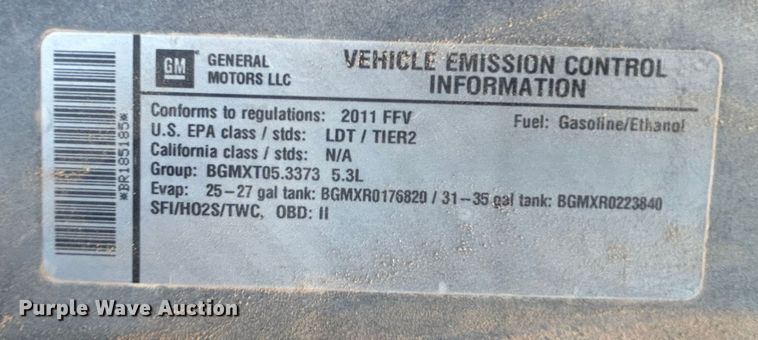 GM
GENERAL
MOTORS LLC
VEHICLE EMISSION CONTROL
INFORMATION
Conforms to regulations: 2011 FFV
Fuel: Gasoline/Ethanol
U.S. EPA class / stds: LDT / TIER2
California class / stds: N/A
Group: BGMXT05.3373 5.3L
Evap: 25-27 gal tank: BGMXR0176820 / 31-35 gal tank: BGMXR0223840
SFI/HO2S/TWC, OBD: II
*BR185185*
Purple Wave Auction